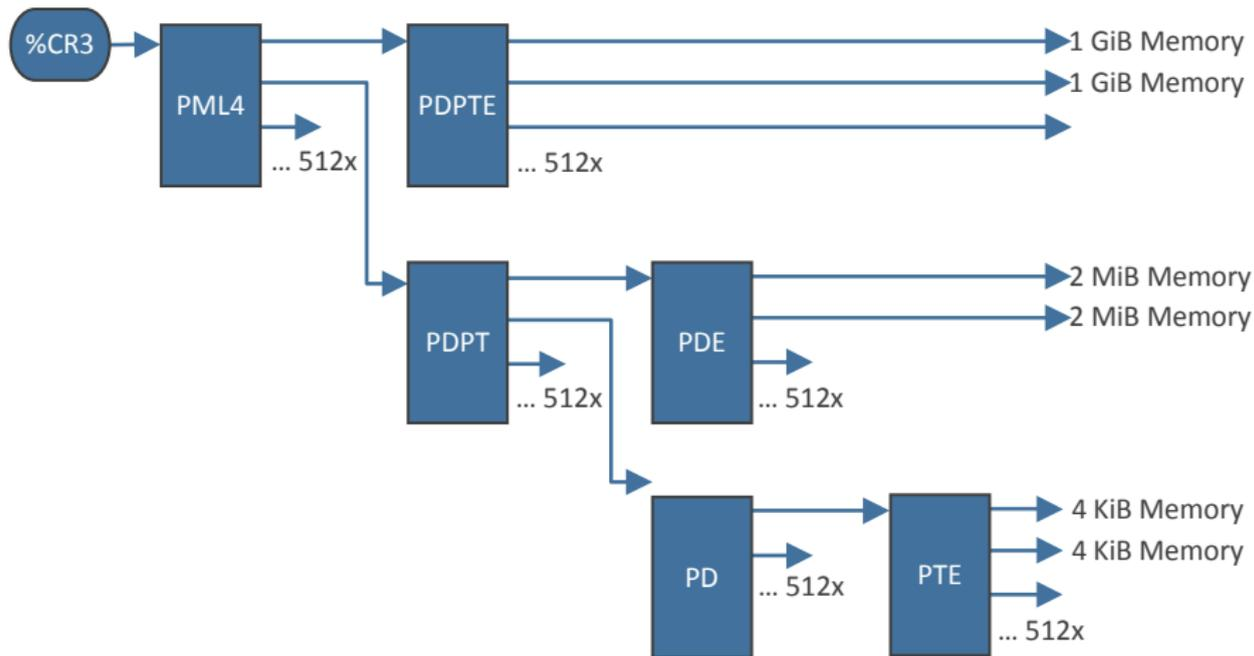 %CR3
PML4
... 512x
PDPTE
... 512x
1 GiB Memory
1 GiB Memory
PDPT
... 512x
PDE
... 512x
2 MiB Memory
2 MiB Memory
PD
... 512x
PTE
... 512x
4 KiB Memory
4 KiB Memory